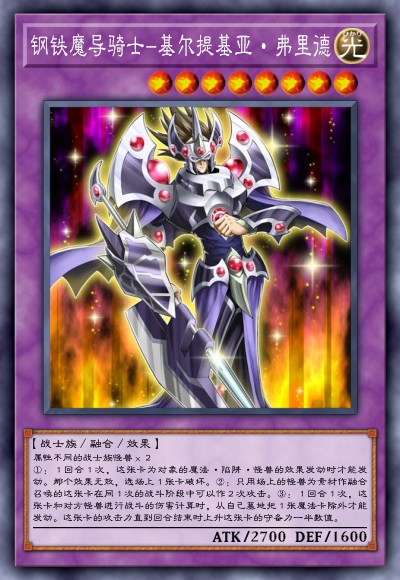 钢铁魔导骑士-基尔提基亚·弗里德
光
【战士族／融合／效果】
属性不同的战士族怪兽×2
①：1回合1次，这张卡为对象的魔法·陷阱·怪兽的效果发动时才能发
动。那个效果无效，选场上1张卡破坏。②：只用场上的怪兽为素材作融合
召唤的这张卡在同1次的战斗阶段中可以作2次攻击。③：1回合1次，这
张卡和对方怪兽进行战斗的伤害计算时，从自己墓地把1张魔法卡除外才能
发动。这张卡的攻击力直到回合结束时上升这张卡的守备力一半数值。
ATK/2700 DEF/1600